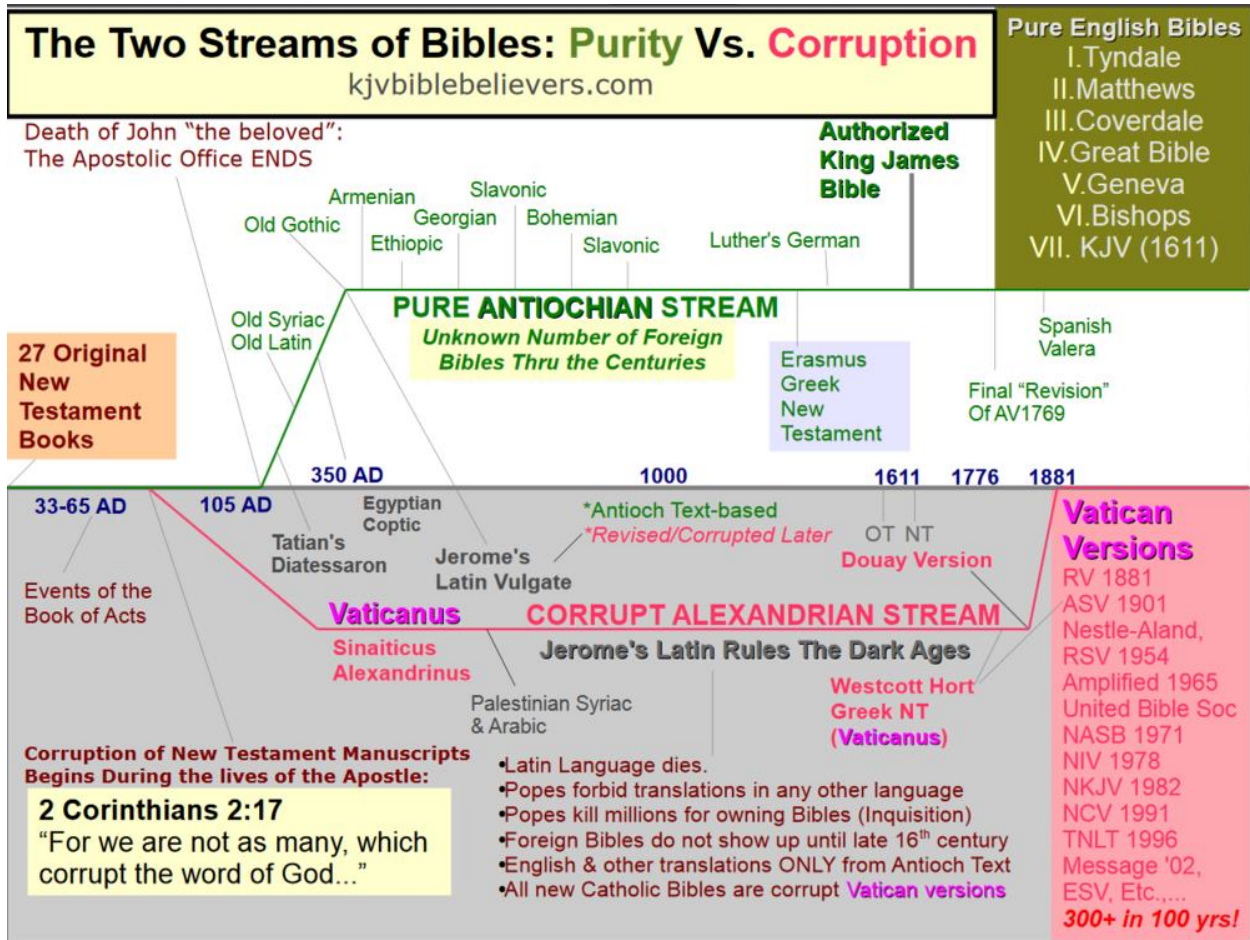 The Two Streams of Bibles: Purity Vs. Corruption
kjvbiblebelievers.com
Pure English Bibles
I.Tyndale
II.Matthews
III.Coverdale
IV.Great Bible
V.Geneva
VI.Bishops
VII. KJV (1611)
Death of John "the beloved":
The Apostolic Office ENDS
Authorized
King James
Bible
Old Gothic
Armenian
Ethiopic
Georgian
Slavonic
Bohemian
Slavonic
Luther's German
PURE ANTIOCHIAN STREAM
Unknown Number of Foreign
Bibles Thru the Centuries
Old Syriac
Old Latin
27 Original
New
Testament
Books
Erasmus
Greek
New
Testament
Spanish
Valera
Final "Revision"
Of AV1769
33-65 AD
105 AD
350 AD
1000
1611
1776
1881
Events of the
Book of Acts
Tatian's
Diatessaron
Egyptian
Coptic
Jerome's
Latin Vulgate
*Antioch Text-based
*Revised/Corrupted Later
OT NT
Douay Version
Vaticanus
Sinaiticus
Alexandrinus
CORRUPT ALEXANDRIAN STREAM
Jerome's Latin Rules The Dark Ages
Palestinian Syriac
& Arabic
Westcott Hort
Greek NT
(Vaticanus)
Vatican
Versions
RV 1881
ASV 1901
Nestle-Aland,
RSV 1954
Amplified 1965
United Bible Soc
NASB 1971
NIV 1978
NKJV 1982
NCV 1991
TNLT 1996
Message '02,
ESV, Etc.,...
300+ in 100 yrs!
Corruption of New Testament Manuscripts
Begins During the lives of the Apostle:
2 Corinthians 2:17
"For we are not as many, which
corrupt the word of God..."
•Latin Language dies.
•Popes forbid translations in any other language
•Popes kill millions for owning Bibles (Inquisition)
•Foreign Bibles do not show up until late 16th century
•English & other translations ONLY from Antioch Text
•All new Catholic Bibles are corrupt Vatican versions